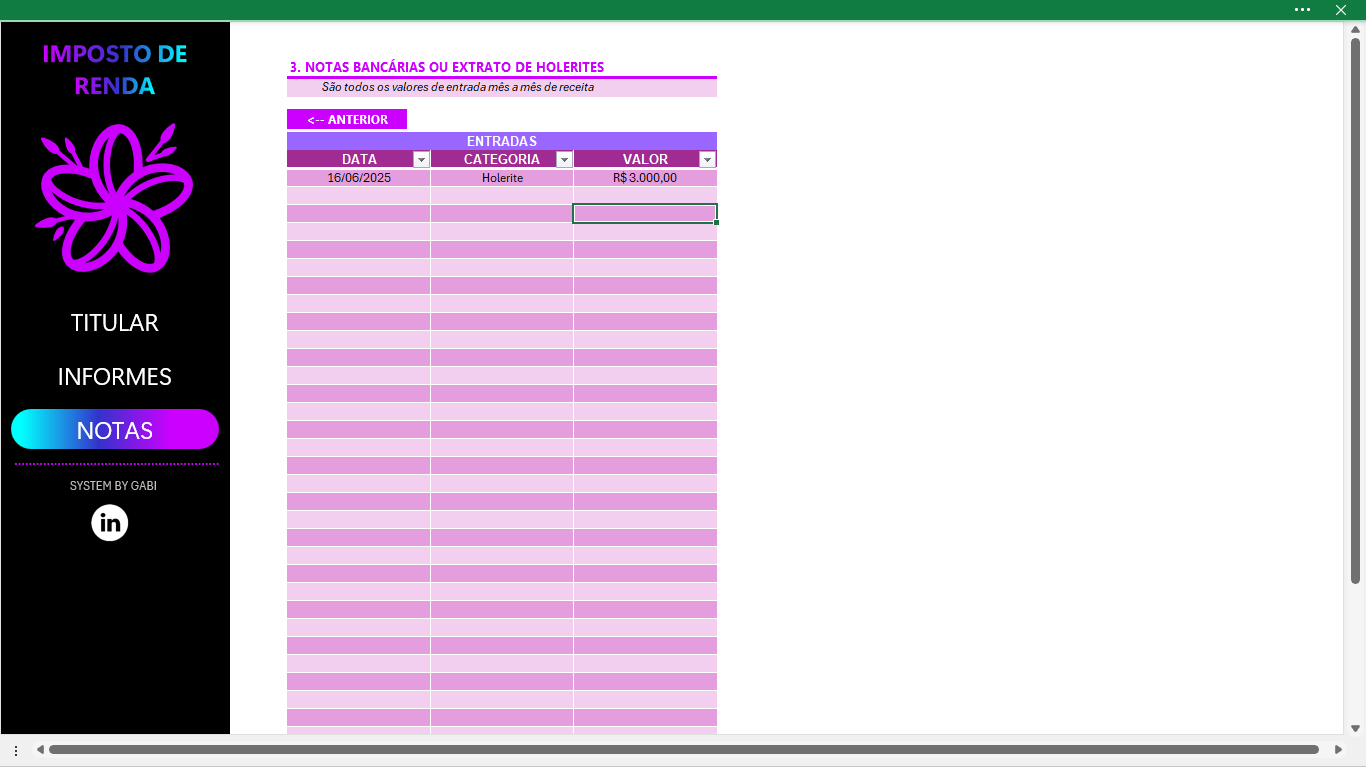 IMPOSTO DE
RENDA
TITULAR
INFORMES
NOTAS
SYSTEM BY GABI
in
3. NOTAS BANCÁRIAS OU EXTRATO DE HOLERITES
São todos os valores de entrada mês a mês de receita
<-- ANTERIOR
ENTRADAS
DATA CATEGORIA VALOR
16/06/2025 Holerite R$ 3.000,00